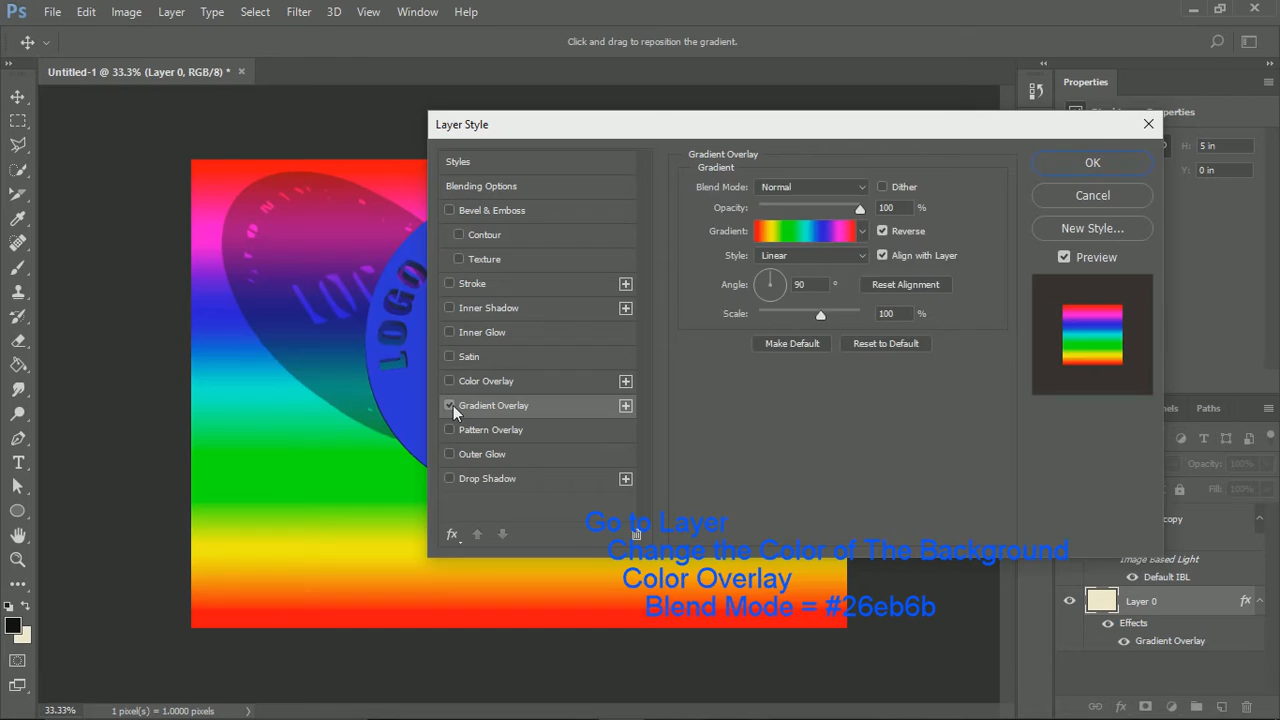 Ps File Edit Image Layer Type Select Filter 3D View Window Help
Click and drag to reposition the gradient.
Untitled-1 @ 33.3% (Layer 0, RGB/8) *
Properties
Properties
H: 5 in
Y: 0 in
LOGO
LOGO
Layer Style
Styles
Blending Options
Bevel & Emboss
Contour
Texture
Stroke
Inner Shadow
Inner Glow
Satin
Color Overlay
Gradient Overlay
Pattern Overlay
Outer Glow
Drop Shadow
fx
Gradient Overlay
Gradient
Blend Mode: Normal Dither
Opacity: 100 %
Gradient: Reverse
Style: Linear Align with Layer
Angle: 90 ° Reset Alignment
Scale: 100 %
Make Default Reset to Default
OK
Cancel
New Style...
Preview
Paths
Opacity: 100%
Fill: 100%
copy
Image Based Light
Default IBL
Layer 0 fx
Effects
Gradient Overlay
fx
Go to Layer
Change the Color of The Background
Color Overlay
Blend Mode = #26eb6b
33.33% 1 pixel(s) = 1.0000 pixels